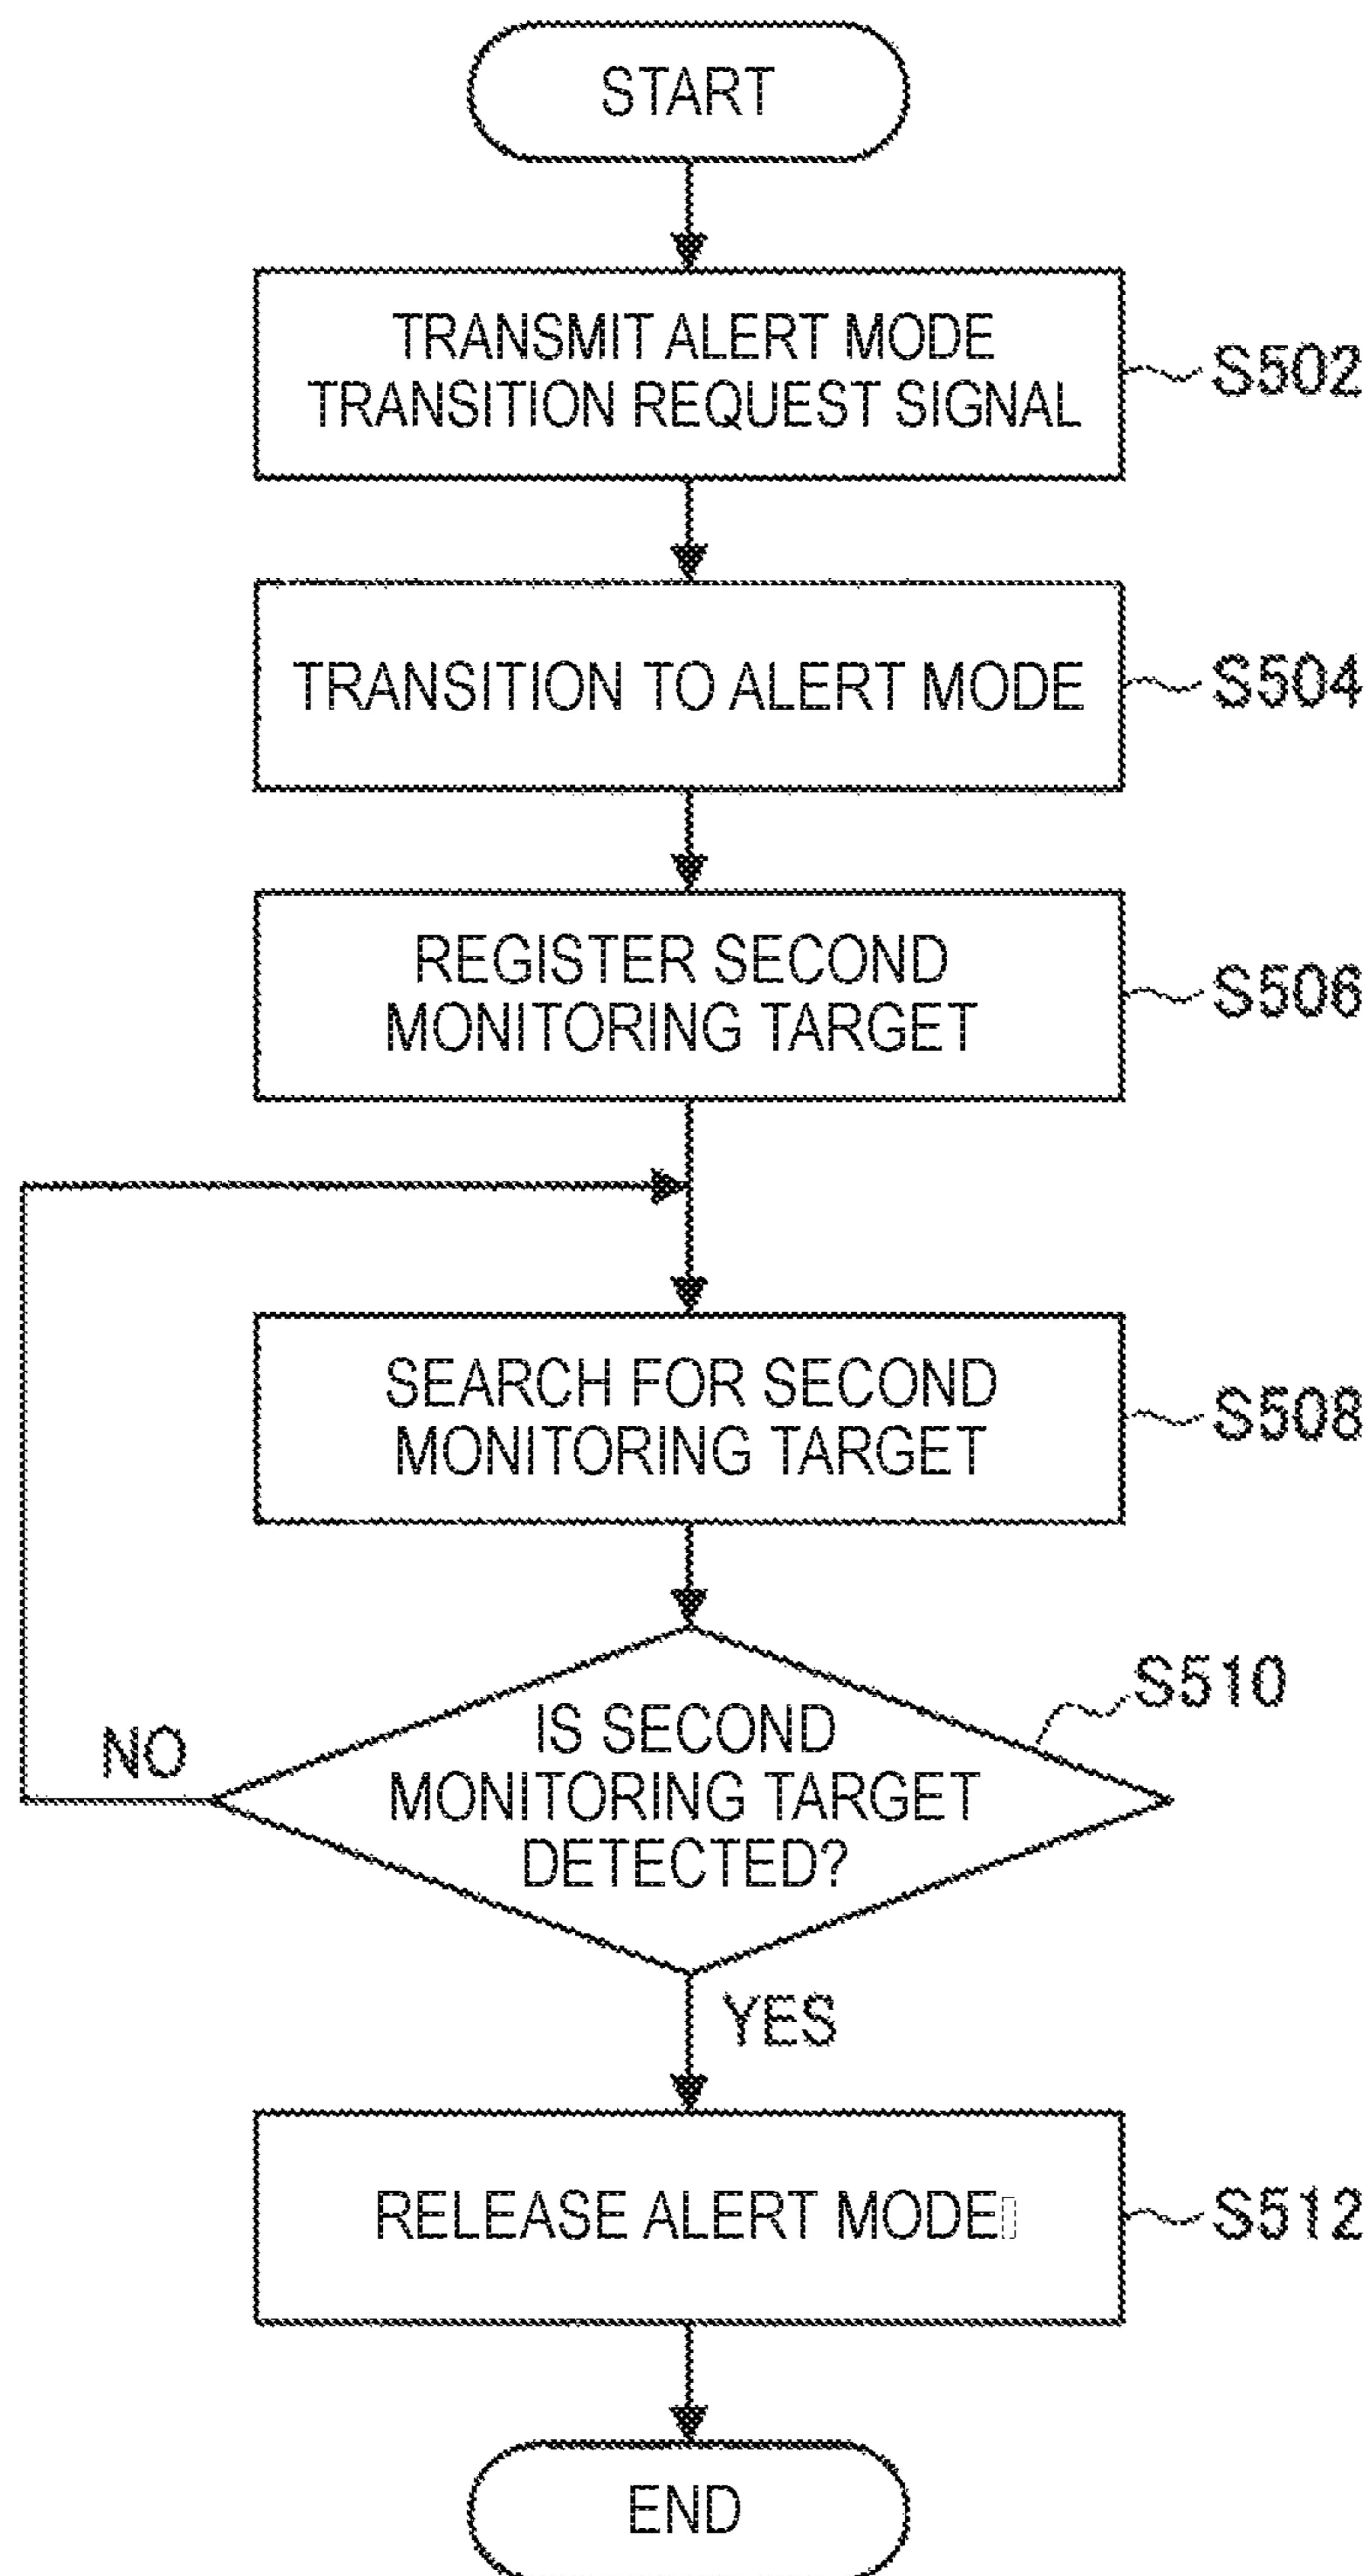 START
TRANSMIT ALERT MODE
TRANSITION REQUEST SIGNAL
S502
TRANSITION TO ALERT MODE
S504
REGISTER SECOND
MONITORING TARGET
S506
SEARCH FOR SECOND
MONITORING TARGET
S508
S510
IS SECOND
MONITORING TARGET
DETECTED?
NO
YES
RELEASE ALERT MODE
S512
END